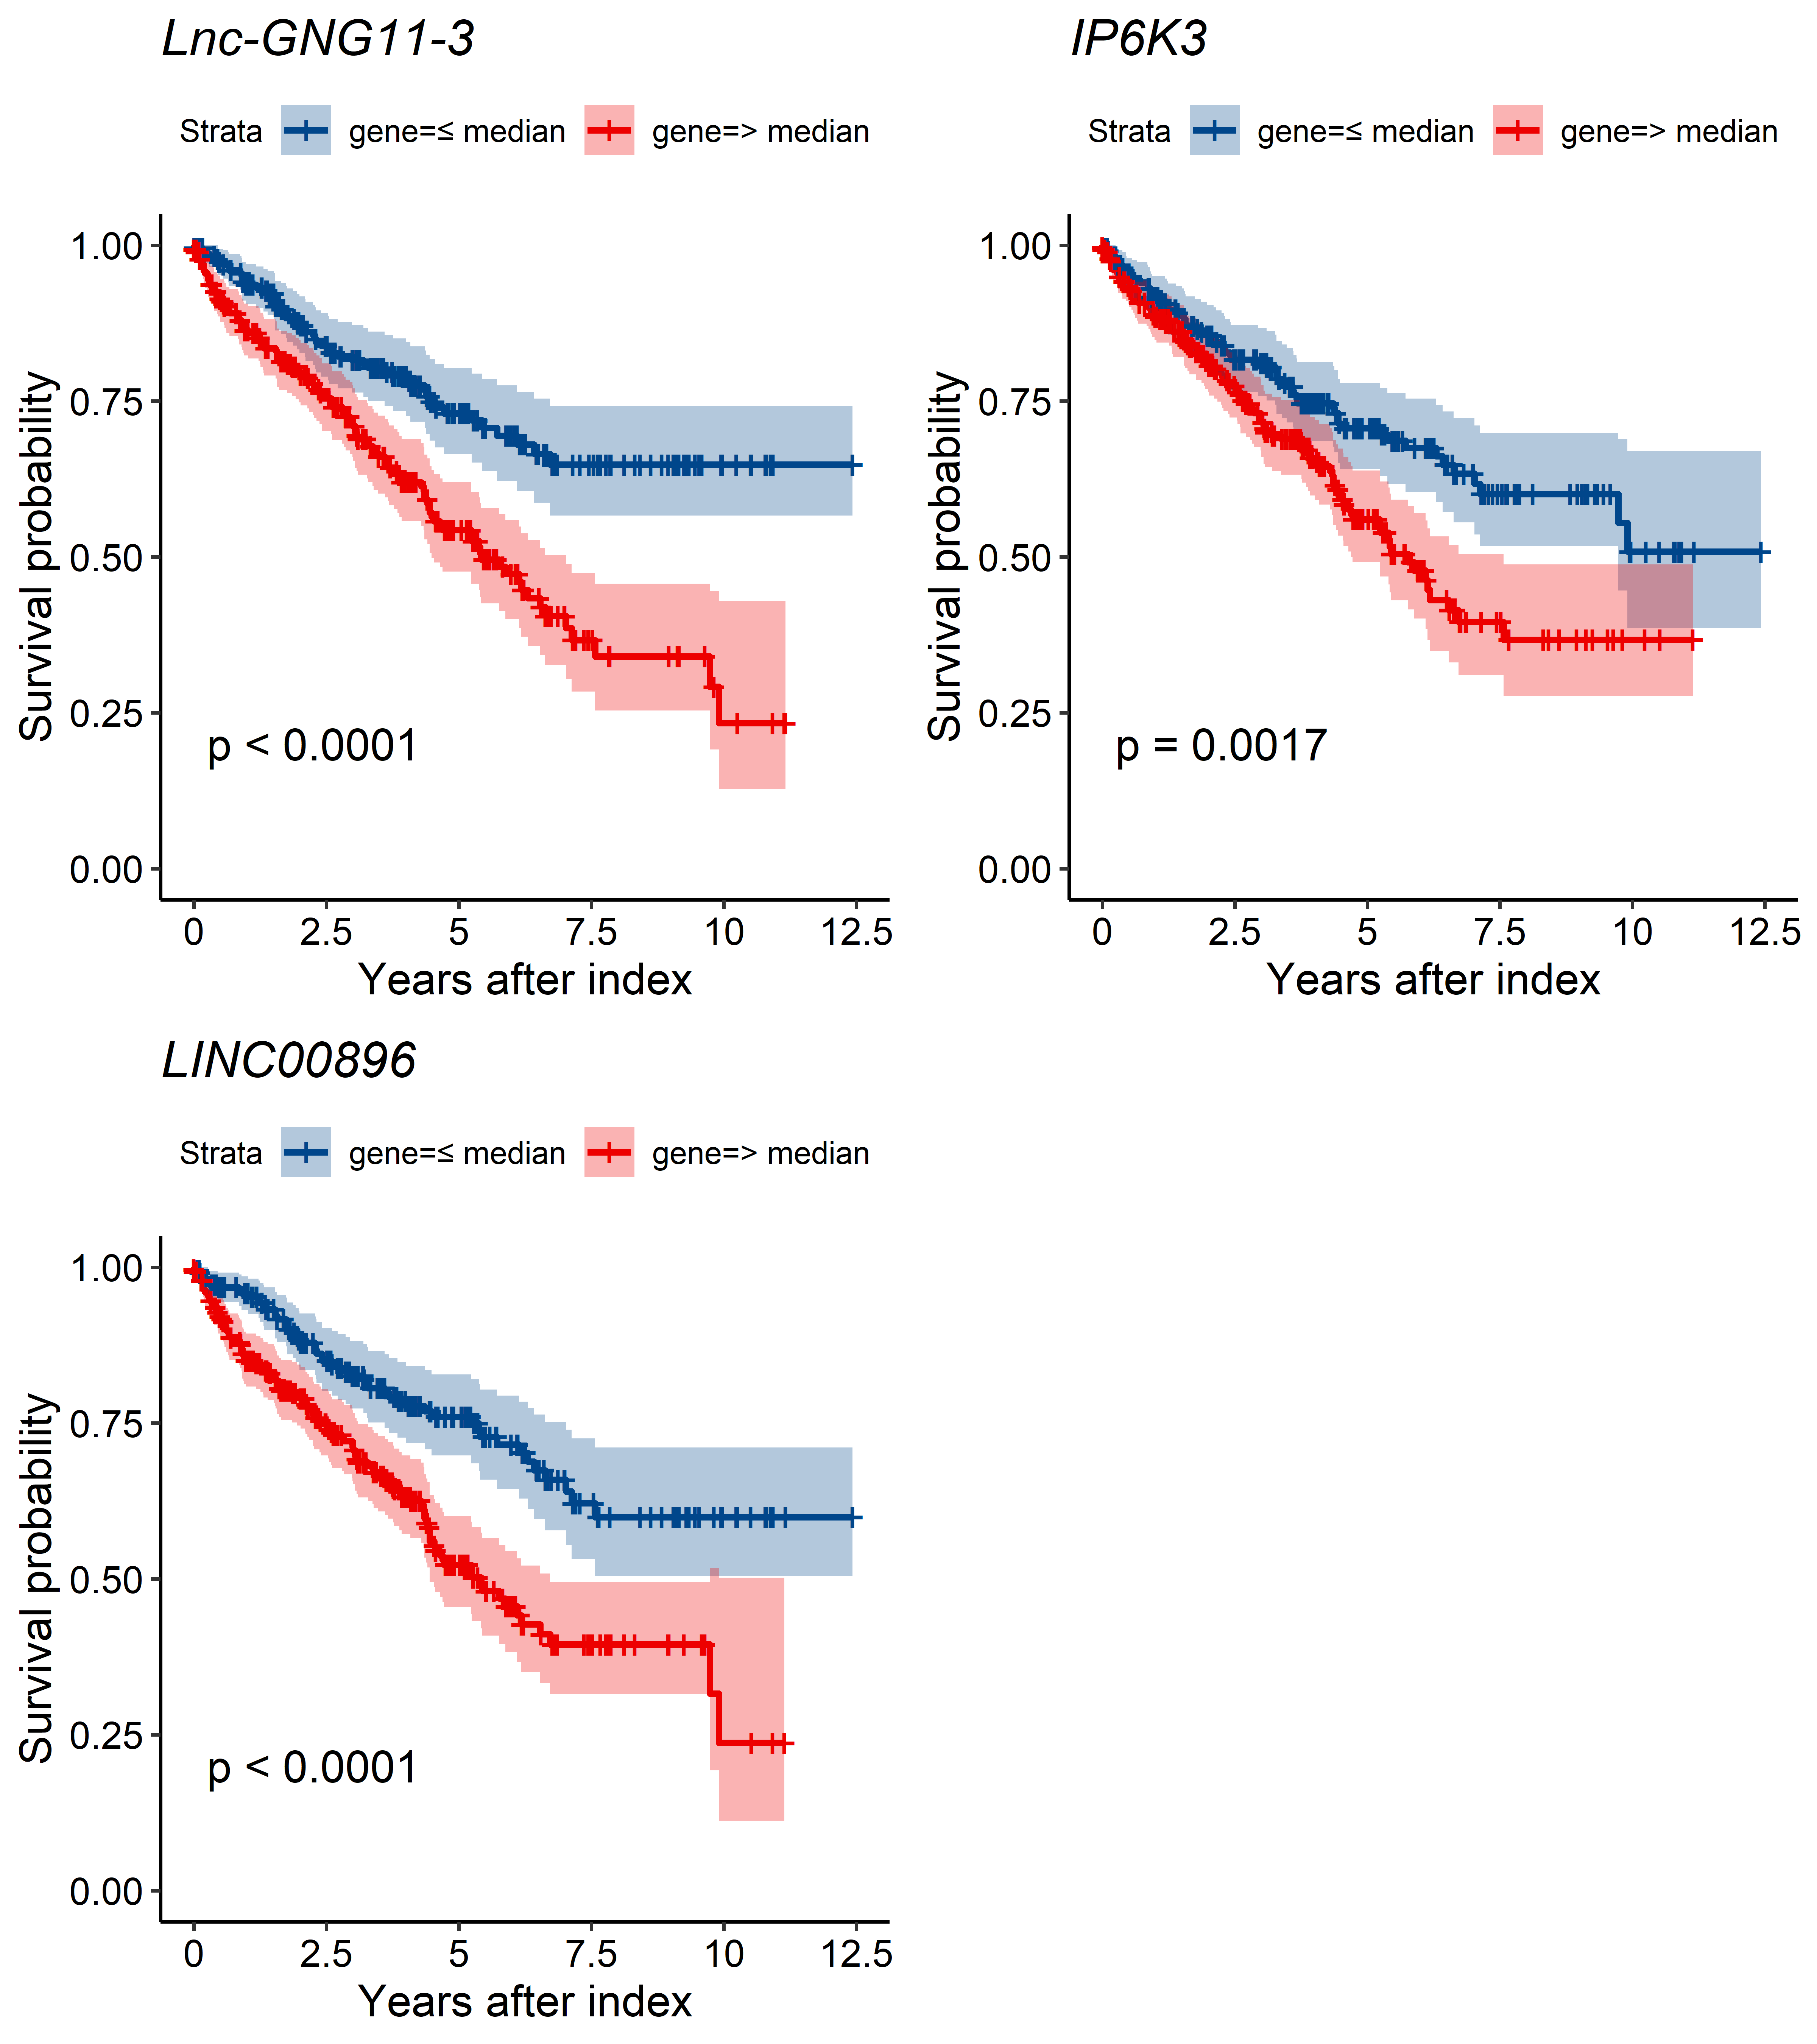 Lnc-GNG11-3
Strata gene=≤ median gene=> median
1.00
0.75
0.50
0.25
0.00
Survival probability
p < 0.0001
0 2.5 5 7.5 10 12.5
Years after index
IP6K3
Strata gene=≤ median gene=> median
1.00
0.75
0.50
0.25
0.00
Survival probability
p = 0.0017
0 2.5 5 7.5 10 12.5
Years after index
LINC00896
Strata gene=≤ median gene=> median
1.00
0.75
0.50
0.25
0.00
Survival probability
p < 0.0001
0 2.5 5 7.5 10 12.5
Years after index